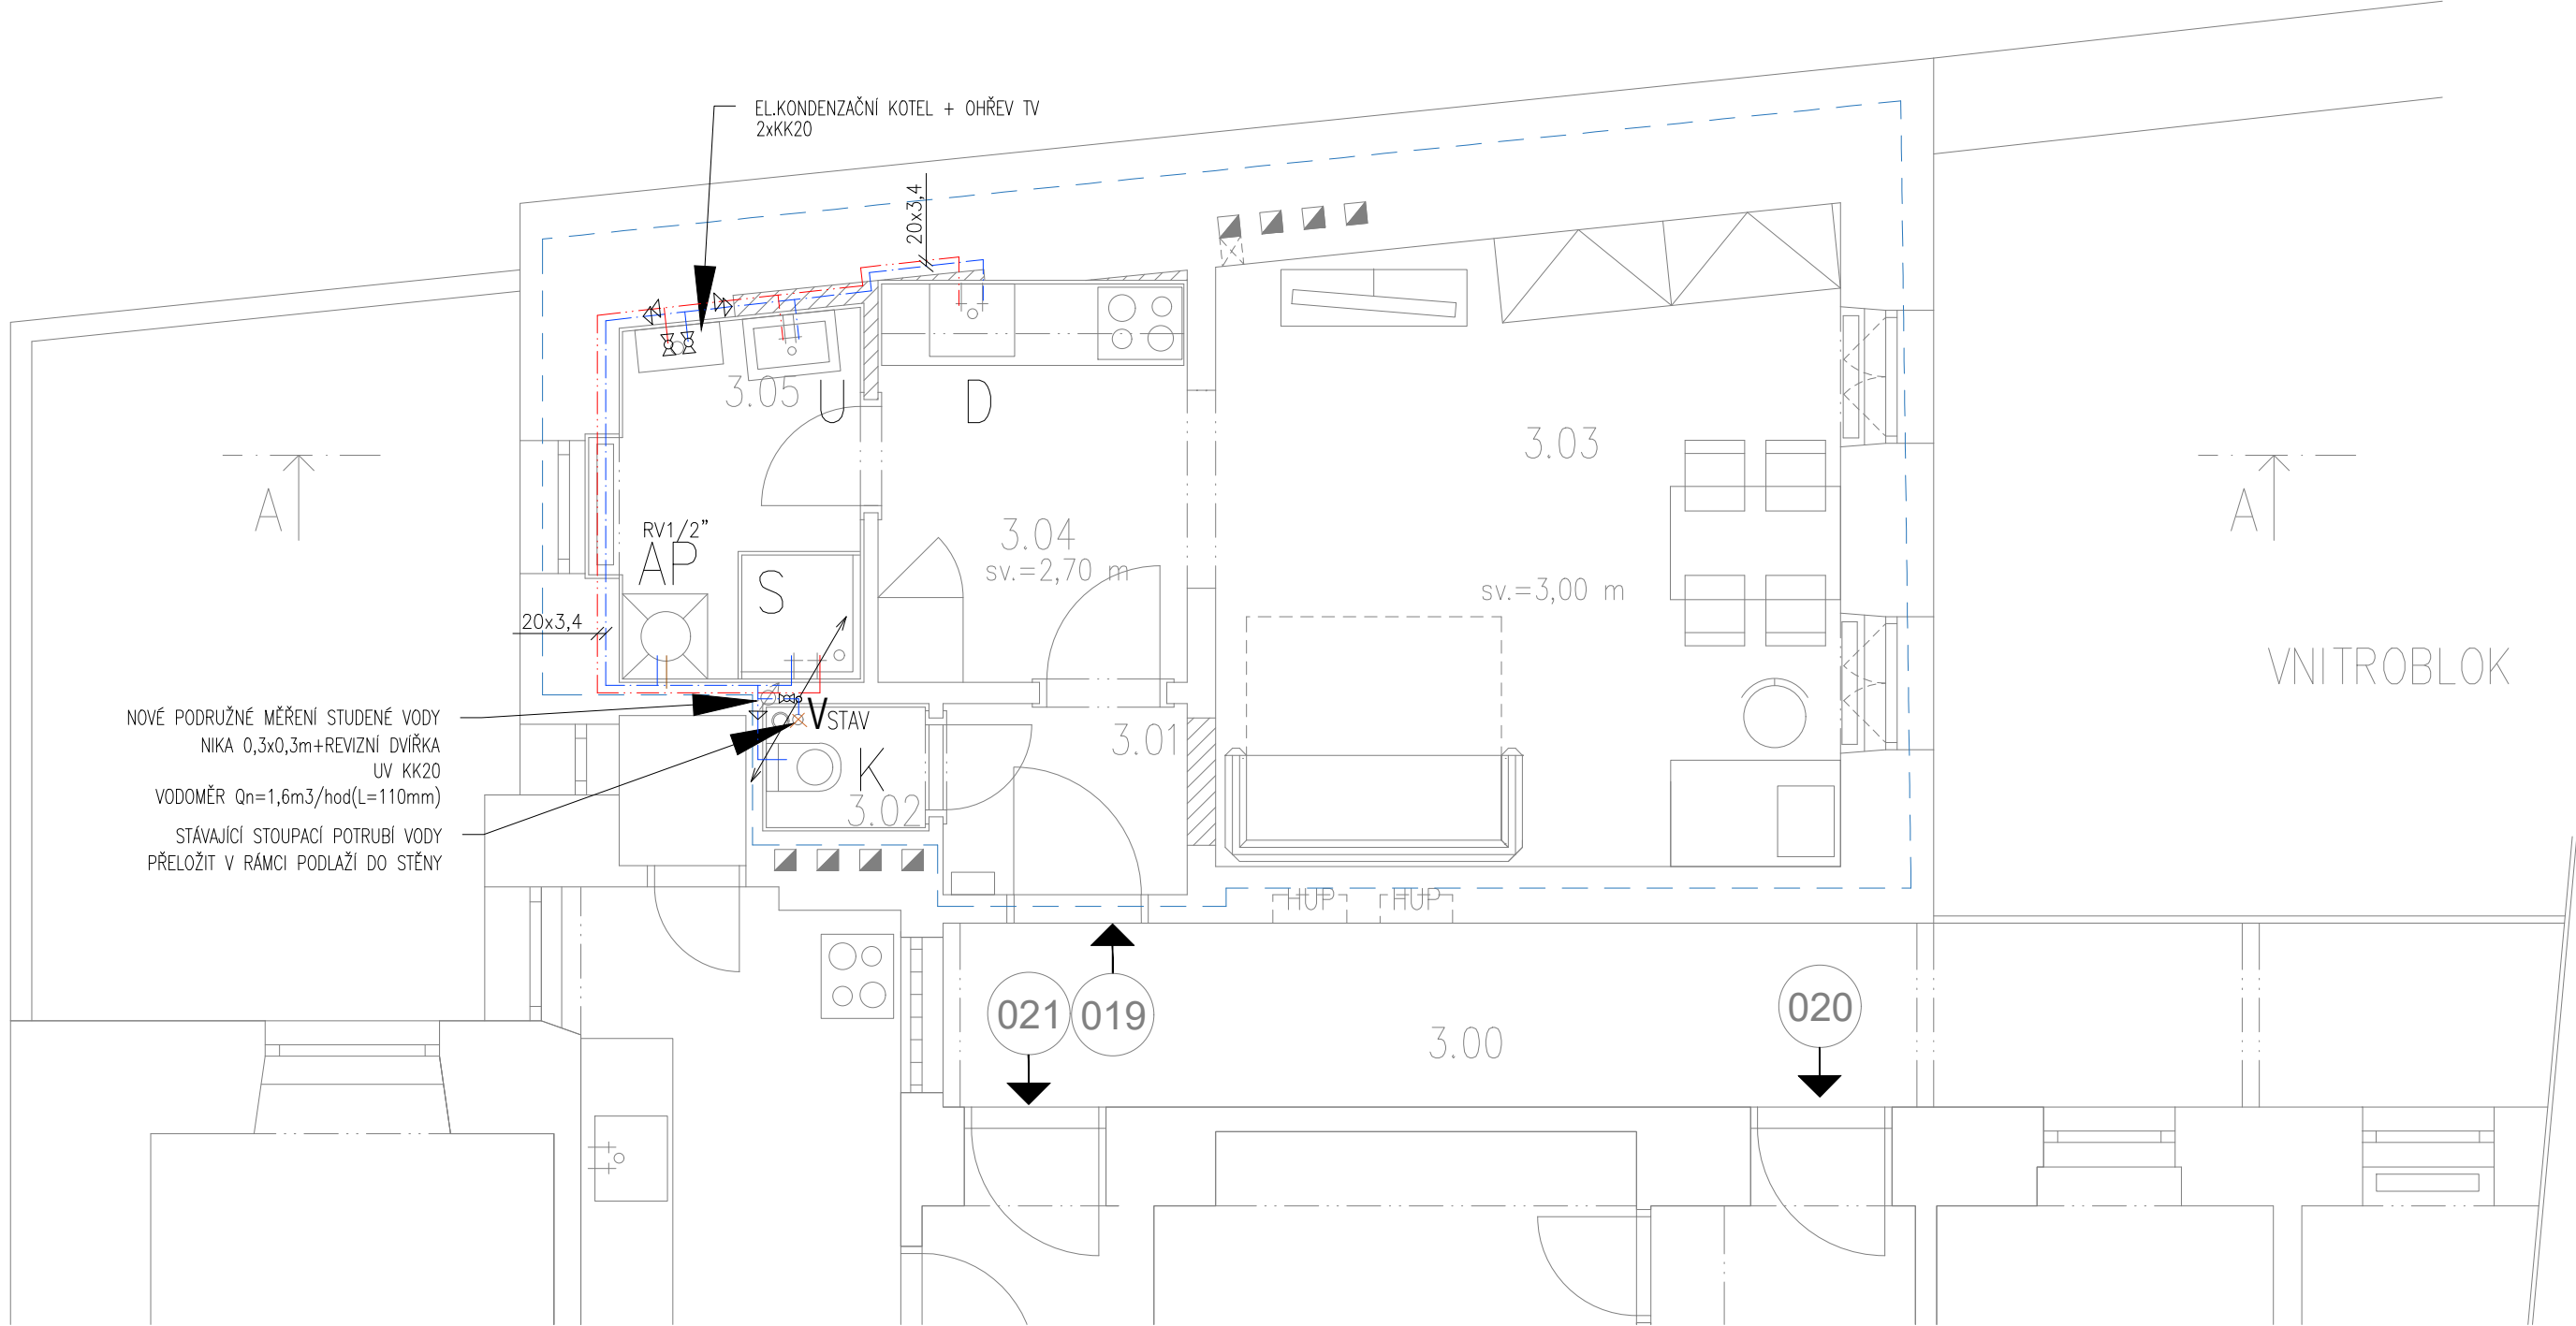 EL.KONDENZAČNÍ KOTEL + OHŘEV TV
2xKK20
20x3,4
3.05
U
D
3.03
A
A
RV1/2"
AP
S
3.04
sv.=2,70 m
sv.=3,00 m
20x3,4
VNITROBLOK
NOVÉ PODRUŽNÉ MĚŘENÍ STUDENÉ VODY
NIKA 0,3x0,3m+REVIZNÍ DVÍŘKA
UV KK20
VODOMĚR Qn=1,6m3/hod(L=110mm)
STÁVAJÍCÍ STOUPACÍ POTRUBÍ VODY
PŘELOŽIT V RÁMCI PODLAŽÍ DO STĚNY
VSTAV
3.01
K
3.02
HUP
HUP
021
019
020
3.00